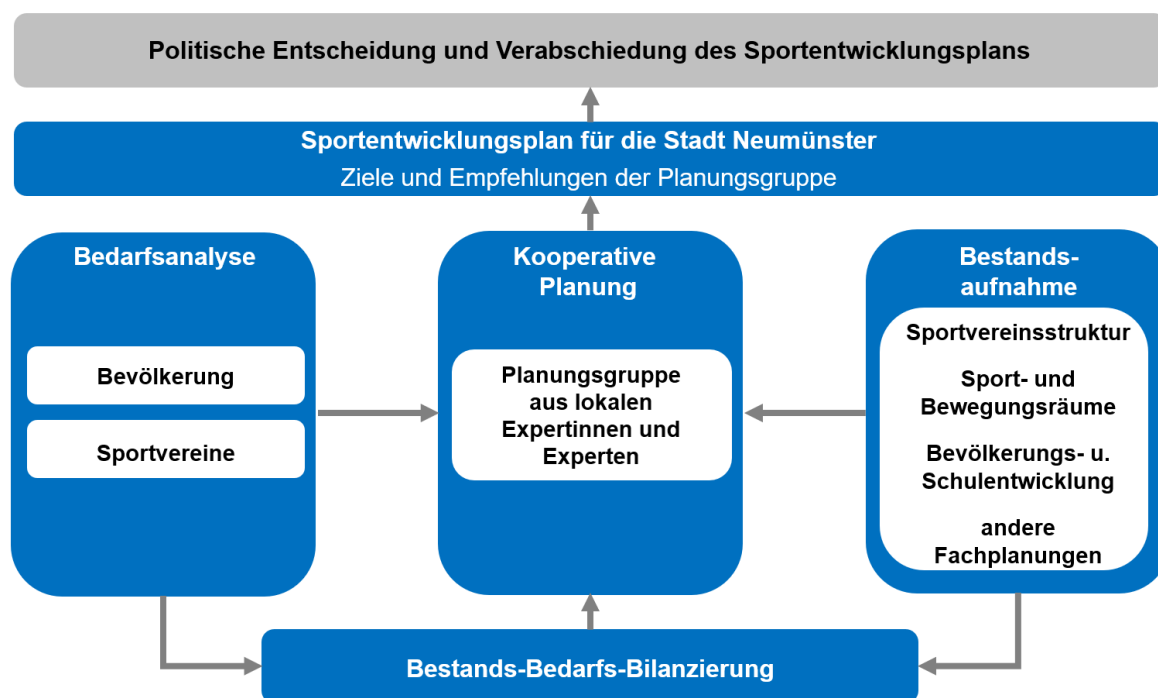 Politische Entscheidung und Verabschiedung des Sportentwicklungsplans
Sportentwicklungsplan für die Stadt Neumünster
Ziele und Empfehlungen der Planungsgruppe
Bedarfsanalyse
Bevölkerung
Sportvereine
Kooperative
Planung
Planungsgruppe
aus lokalen
Expertinnen und
Experten
Bestands-
aufnahme
Sportvereinsstruktur
Sport- und
Bewegungsräume
Bevölkerungs- u.
Schulentwicklung
andere
Fachplanungen
Bestands-Bedarfs-Bilanzierung